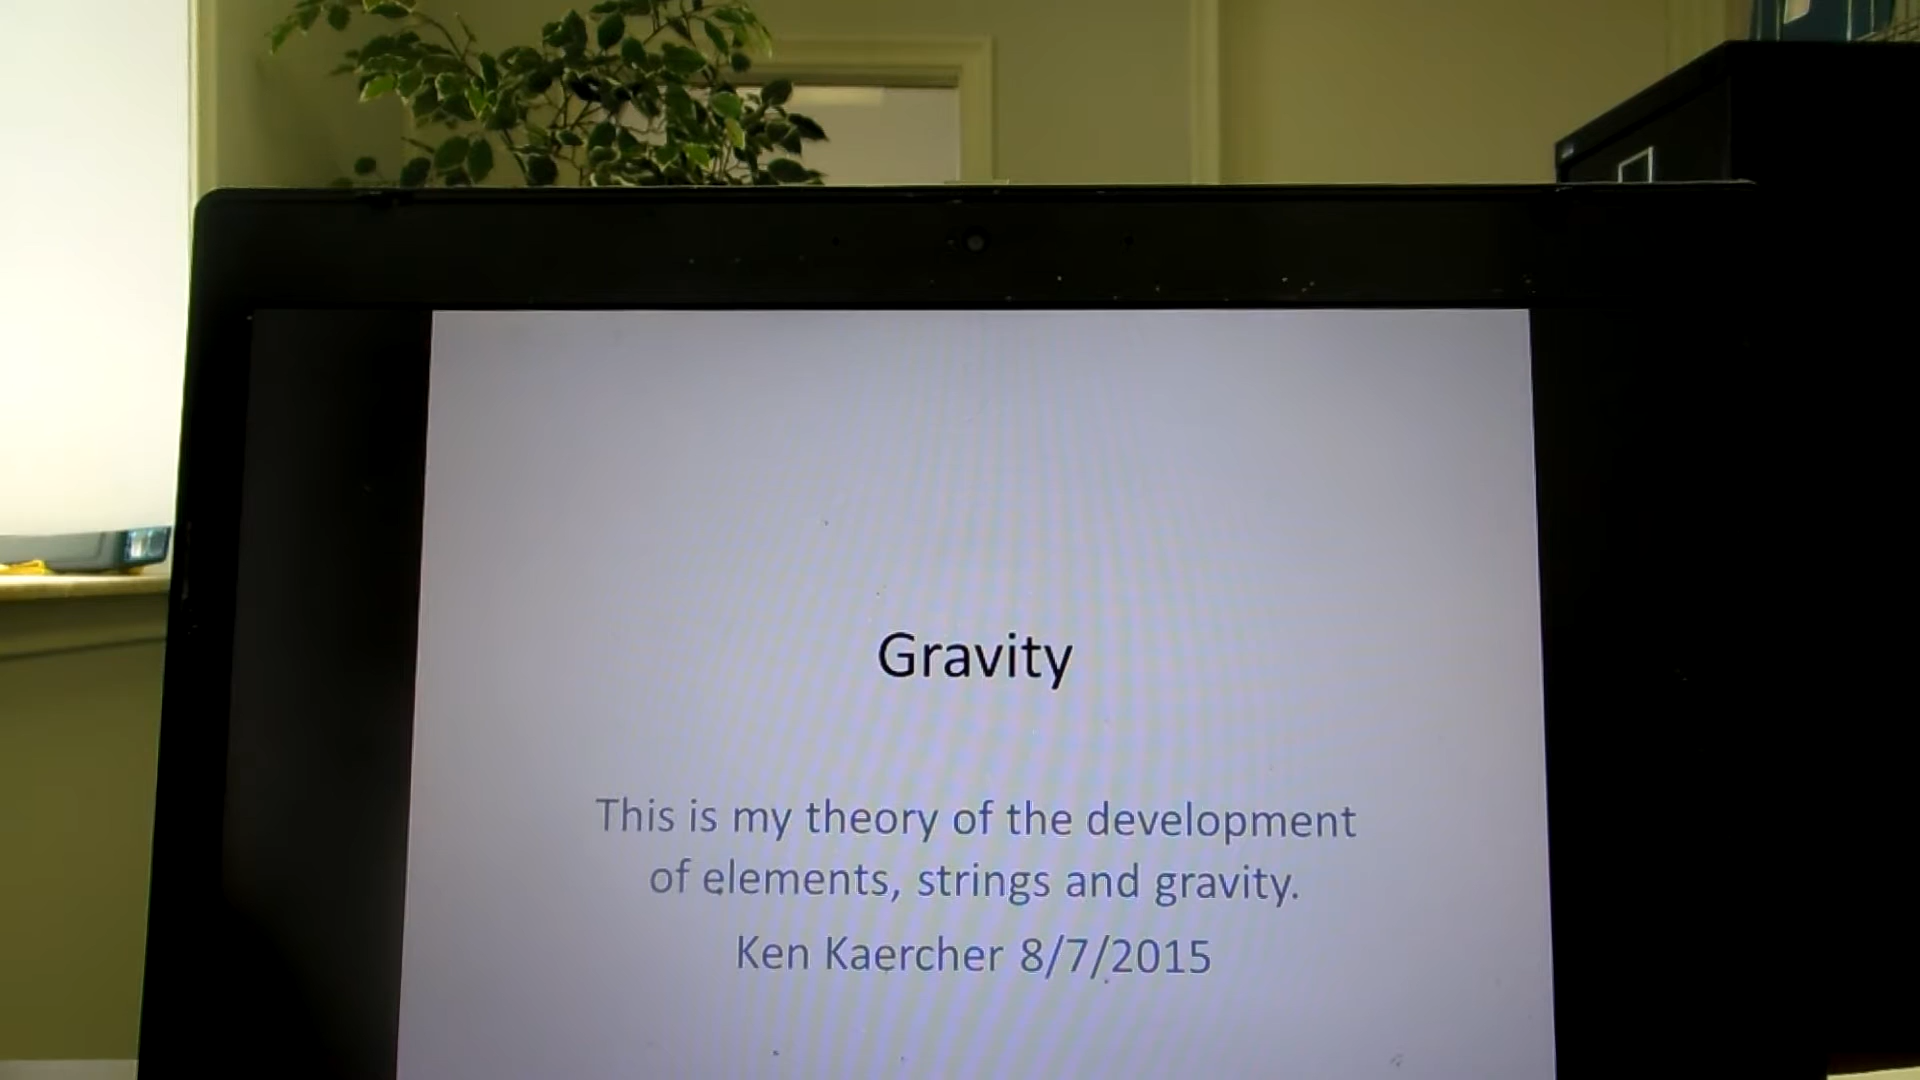 Gravity
This is my theory of the development
of elements, strings and gravity.
Ken Kaercher 8/7/2015